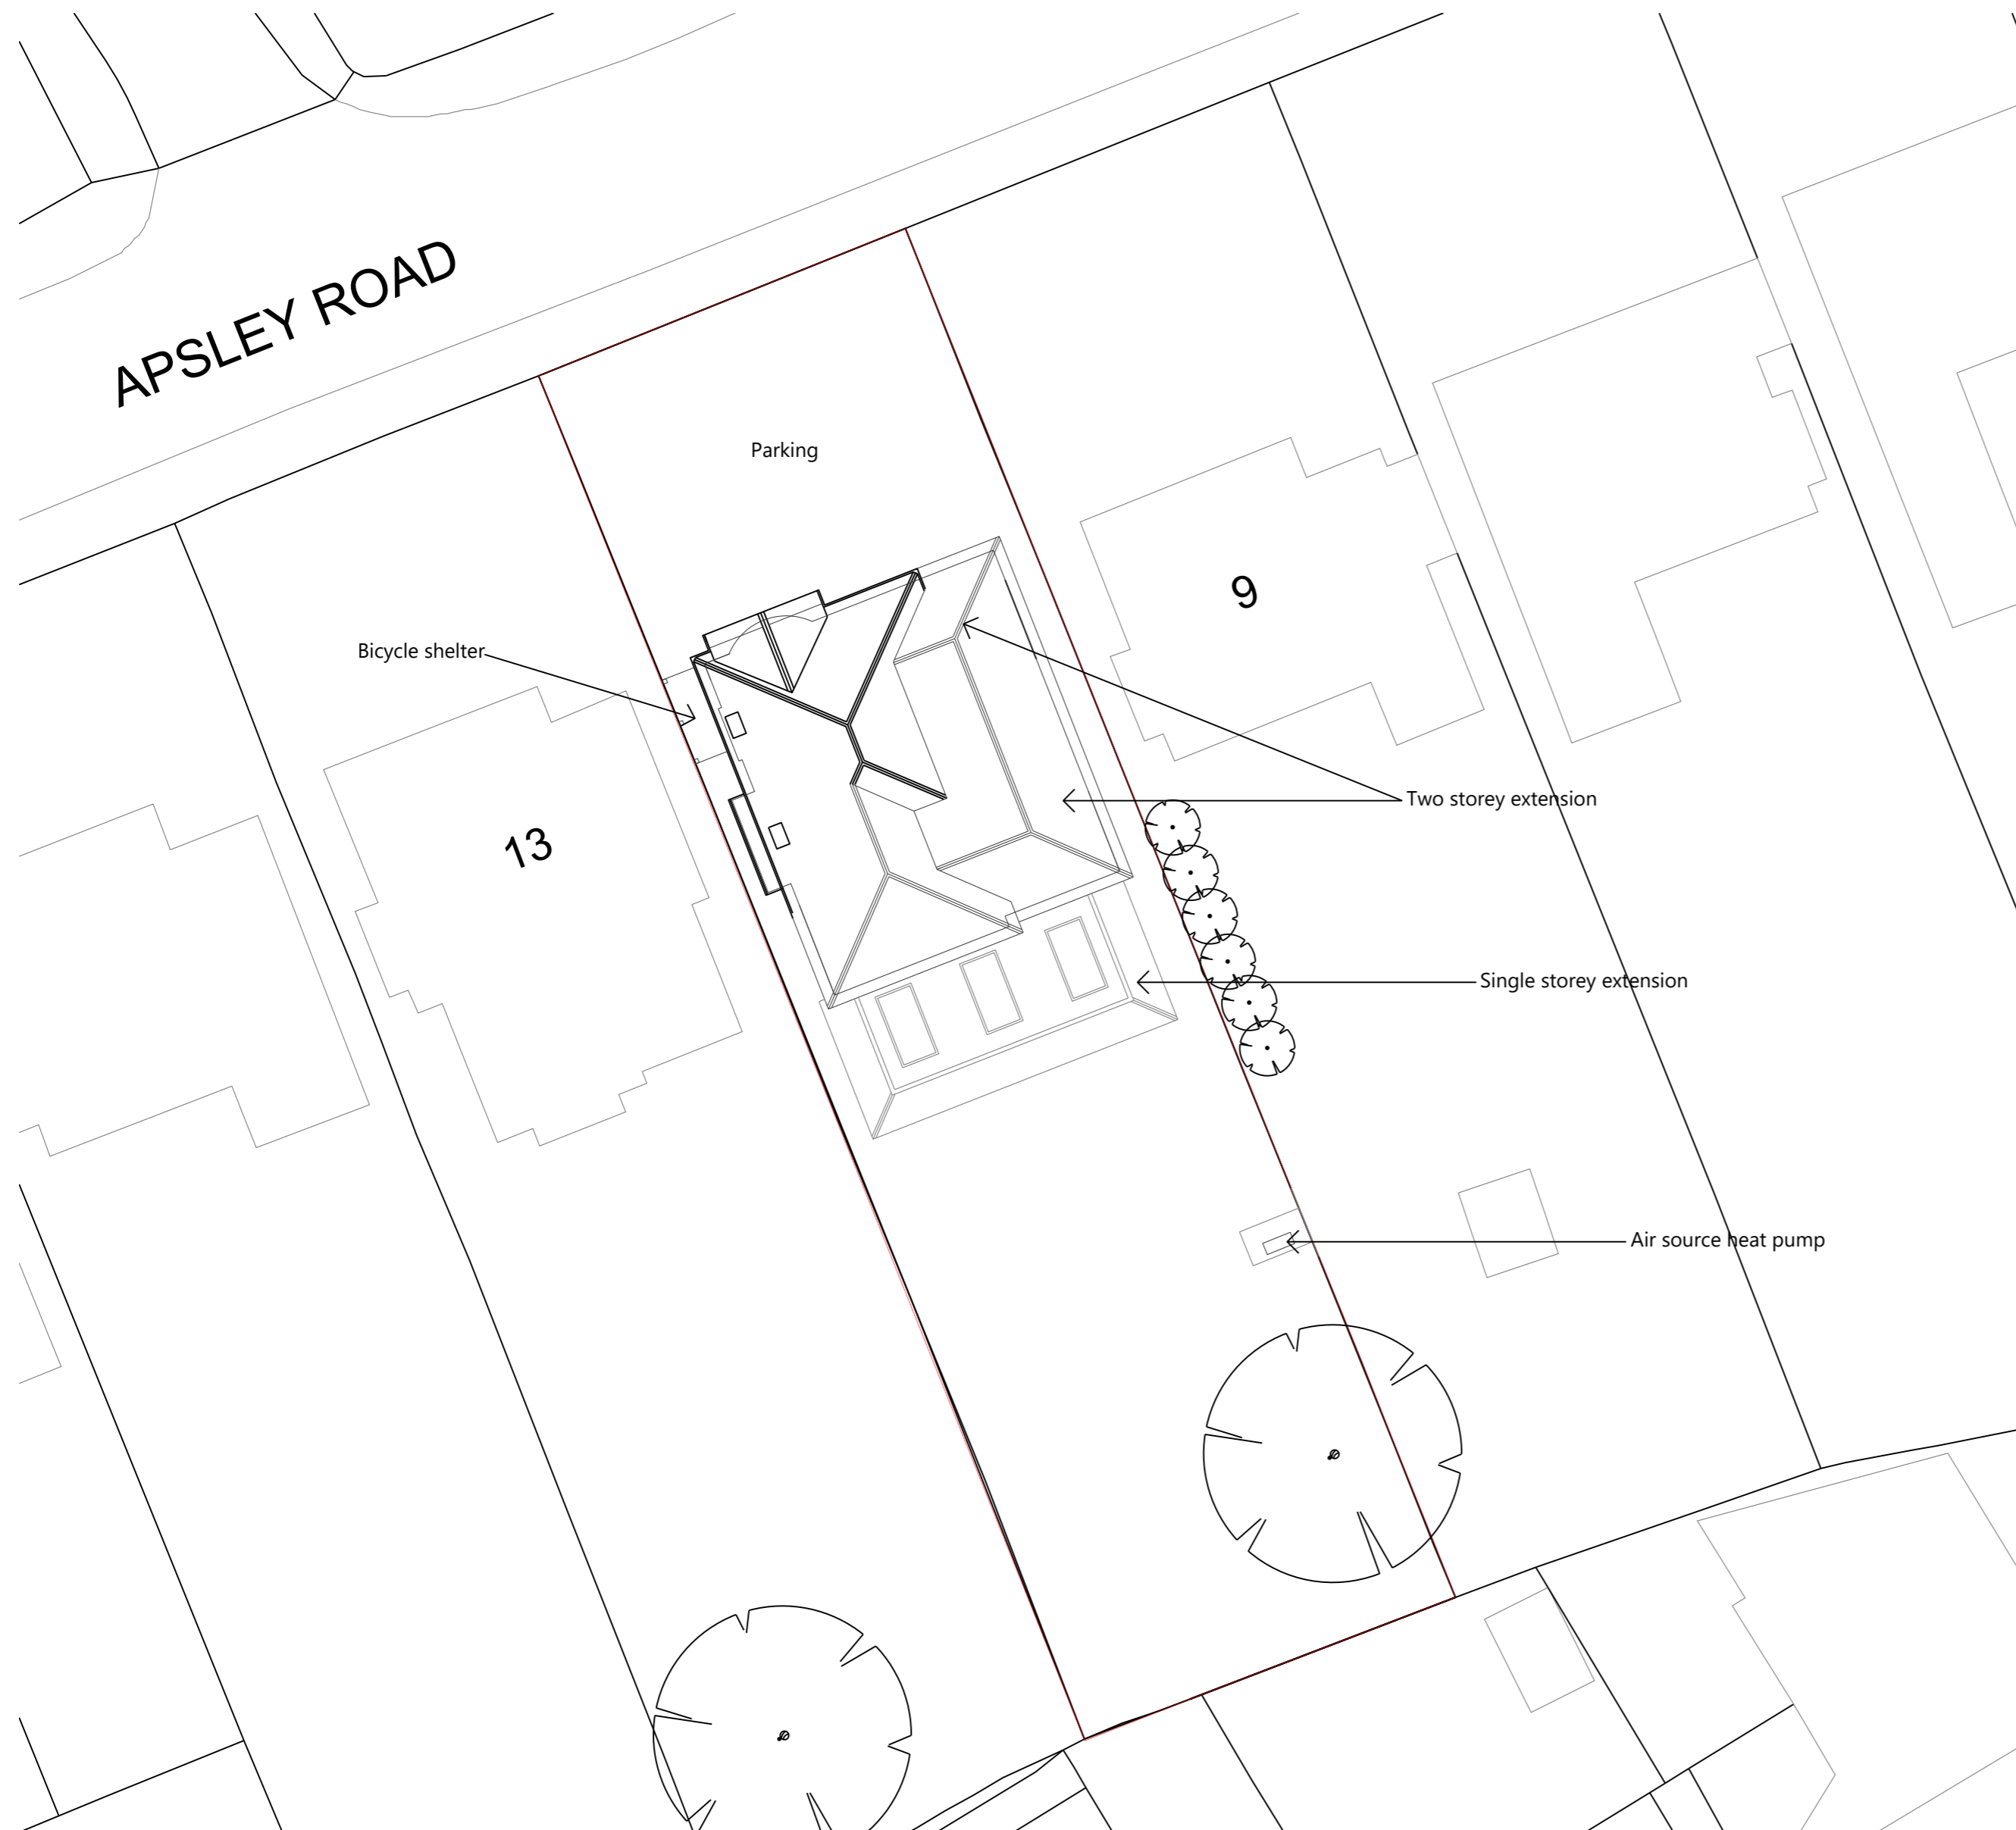 APSLEY ROAD
Parking
9
Bicycle shelter
Two storey extension
13
Single storey extension
Air source heat pump